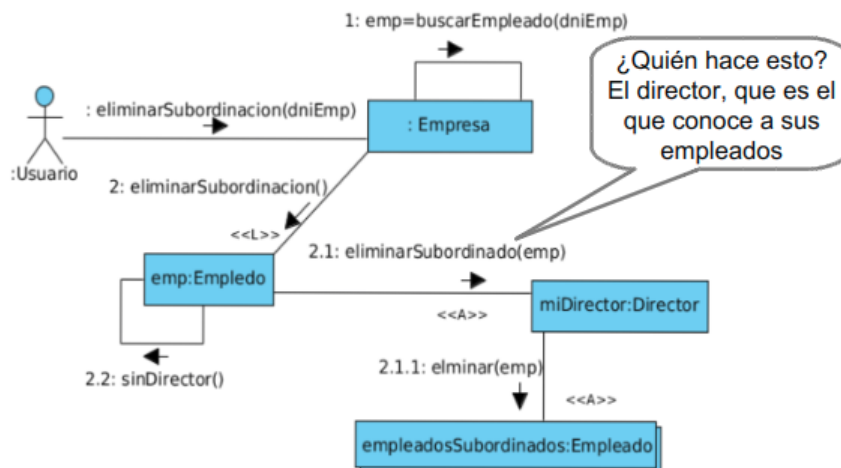 1: emp=buscarEmpleado(dniEmp)
¿Quién hace esto?
El director, que es el
que conoce a sus
empleados
: eliminarSubordinacion(dniEmp)
: Empresa
:Usuario
2: eliminarSubordinacion()
<<L>>
2.1: eliminarSubordinado(emp)
emp:Empledo
miDirector:Director
<<A>>
2.2: sinDirector()
2.1.1: elminar(emp)
<<A>>
empleadosSubordinados:Empleado